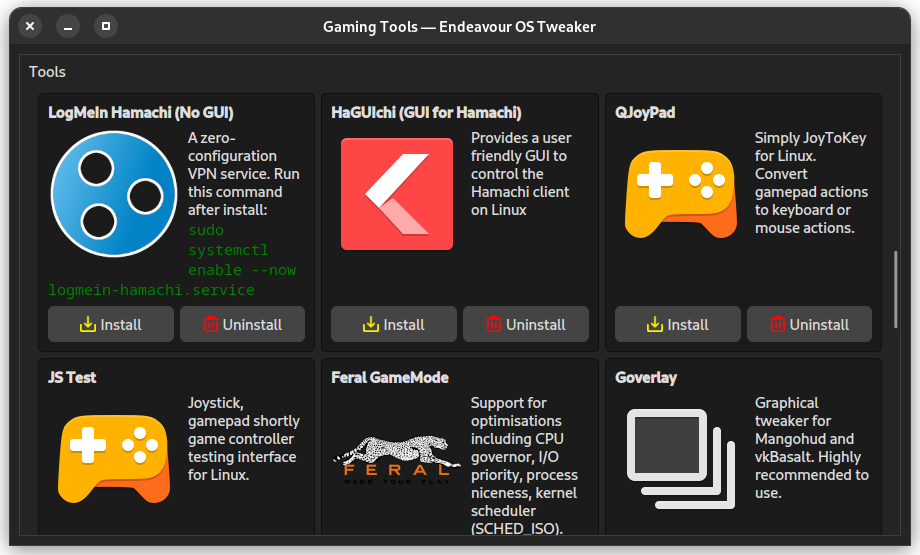 Gaming Tools — Endeavour OS Tweaker
Tools
LogMeIn Hamachi (No GUI)
A zero-
configuration
VPN service. Run
this command
after install:
sudo
systemctl
enable --now
logmein-hamachi.service
Install
Uninstall
HaGUIchi (GUI for Hamachi)
Provides a user
friendly GUI to
control the
Hamachi client
on Linux
Install
Uninstall
QJoyPad
Simply JoyToKey
for Linux.
Convert
gamepad actions
to keyboard or
mouse actions.
Install
Uninstall
JS Test
Joystick,
gamepad shortly
game controller
testing interface
for Linux.
Feral GameMode
FERAL
MAKE YOUR PLAY
Support for
optimisations
including CPU
governor, I/O
priority, process
niceness, kernel
scheduler
(SCHED_ISO).
Goverlay
Graphical
tweaker for
Mangohud and
vkBasalt. Highly
recommended to
use.